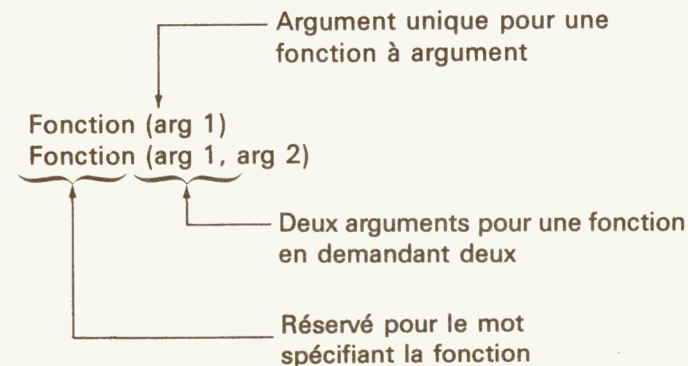 Argument unique pour une
fonction à argument
Fonction (arg 1)
Fonction (arg 1, arg 2)
Deux arguments pour une fonction
en demandant deux
Réservé pour le mot
spécifiant la fonction